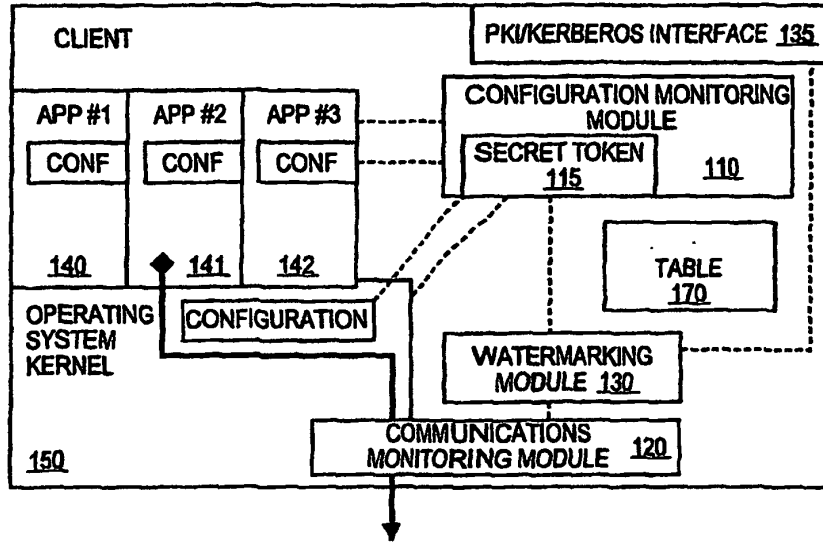 CLIENT
PKI/KERBEROS INTERFACE 135
APP #1
APP #2
APP #3
CONF
CONF
CONF
140
141
142
CONFIGURATION MONITORING
MODULE
SECRET TOKEN
115
110
TABLE
170
OPERATING
SYSTEM
KERNEL
CONFIGURATION
WATERMARKING
MODULE 130
150
COMMUNICATIONS
MONITORING MODULE
120